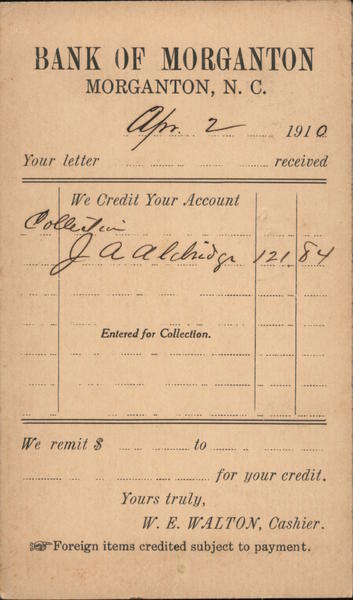 BANK OF MORGANTON
MORGANTON, N. C.
Apr. 2 1910
Your letter received
We Credit Your Account
Collection
J A Aldridge 121.84
Entered for Collection.
We remit $ to
for your credit.
Yours truly,
W. E. WALTON, Cashier.
☞Foreign items credited subject to payment.